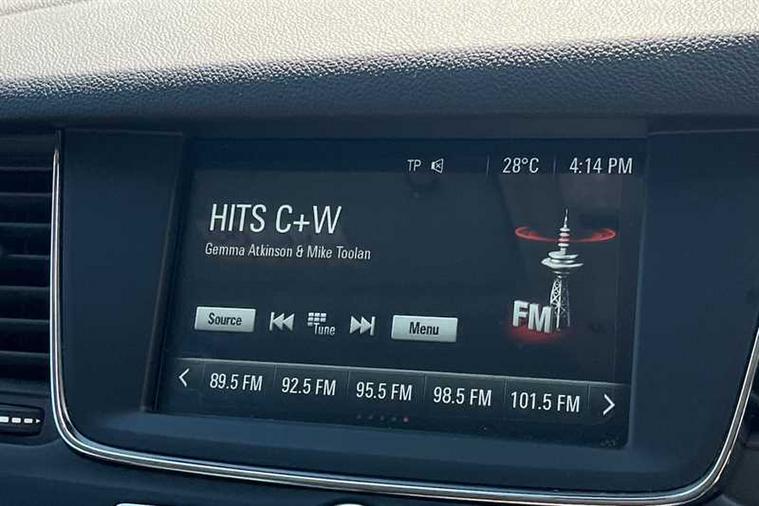 TP 28°C 4:14 PM
HITS C+W
Gemma Atkinson & Mike Toolan
FM
Source Tune Menu
89.5 FM 92.5 FM 95.5 FM 98.5 FM 101.5 FM